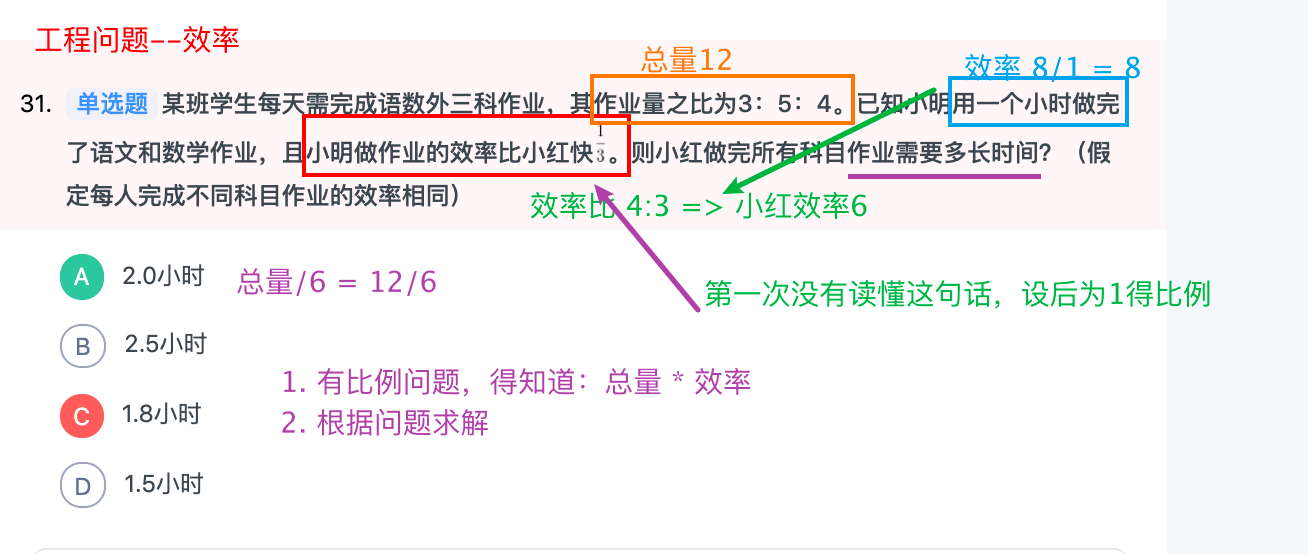 工程问题--效率
总量12
效率 8/1 = 8
31. 单选题 某班学生每天需完成语数外三科作业，其作业量之比为3：5：4。已知小明用一个小时做完
了语文和数学作业，且小明做作业的效率比小红快1/3。则小红做完所有科目作业需要多长时间？（假
定每人完成不同科目作业的效率相同）
效率比 4:3 => 小红效率6
A 2.0小时
总量/6 = 12/6
第一次没有读懂这句话，设后为1得比例
B 2.5小时
1. 有比例问题，得知道：总量 * 效率
C 1.8小时
2. 根据问题求解
D 1.5小时